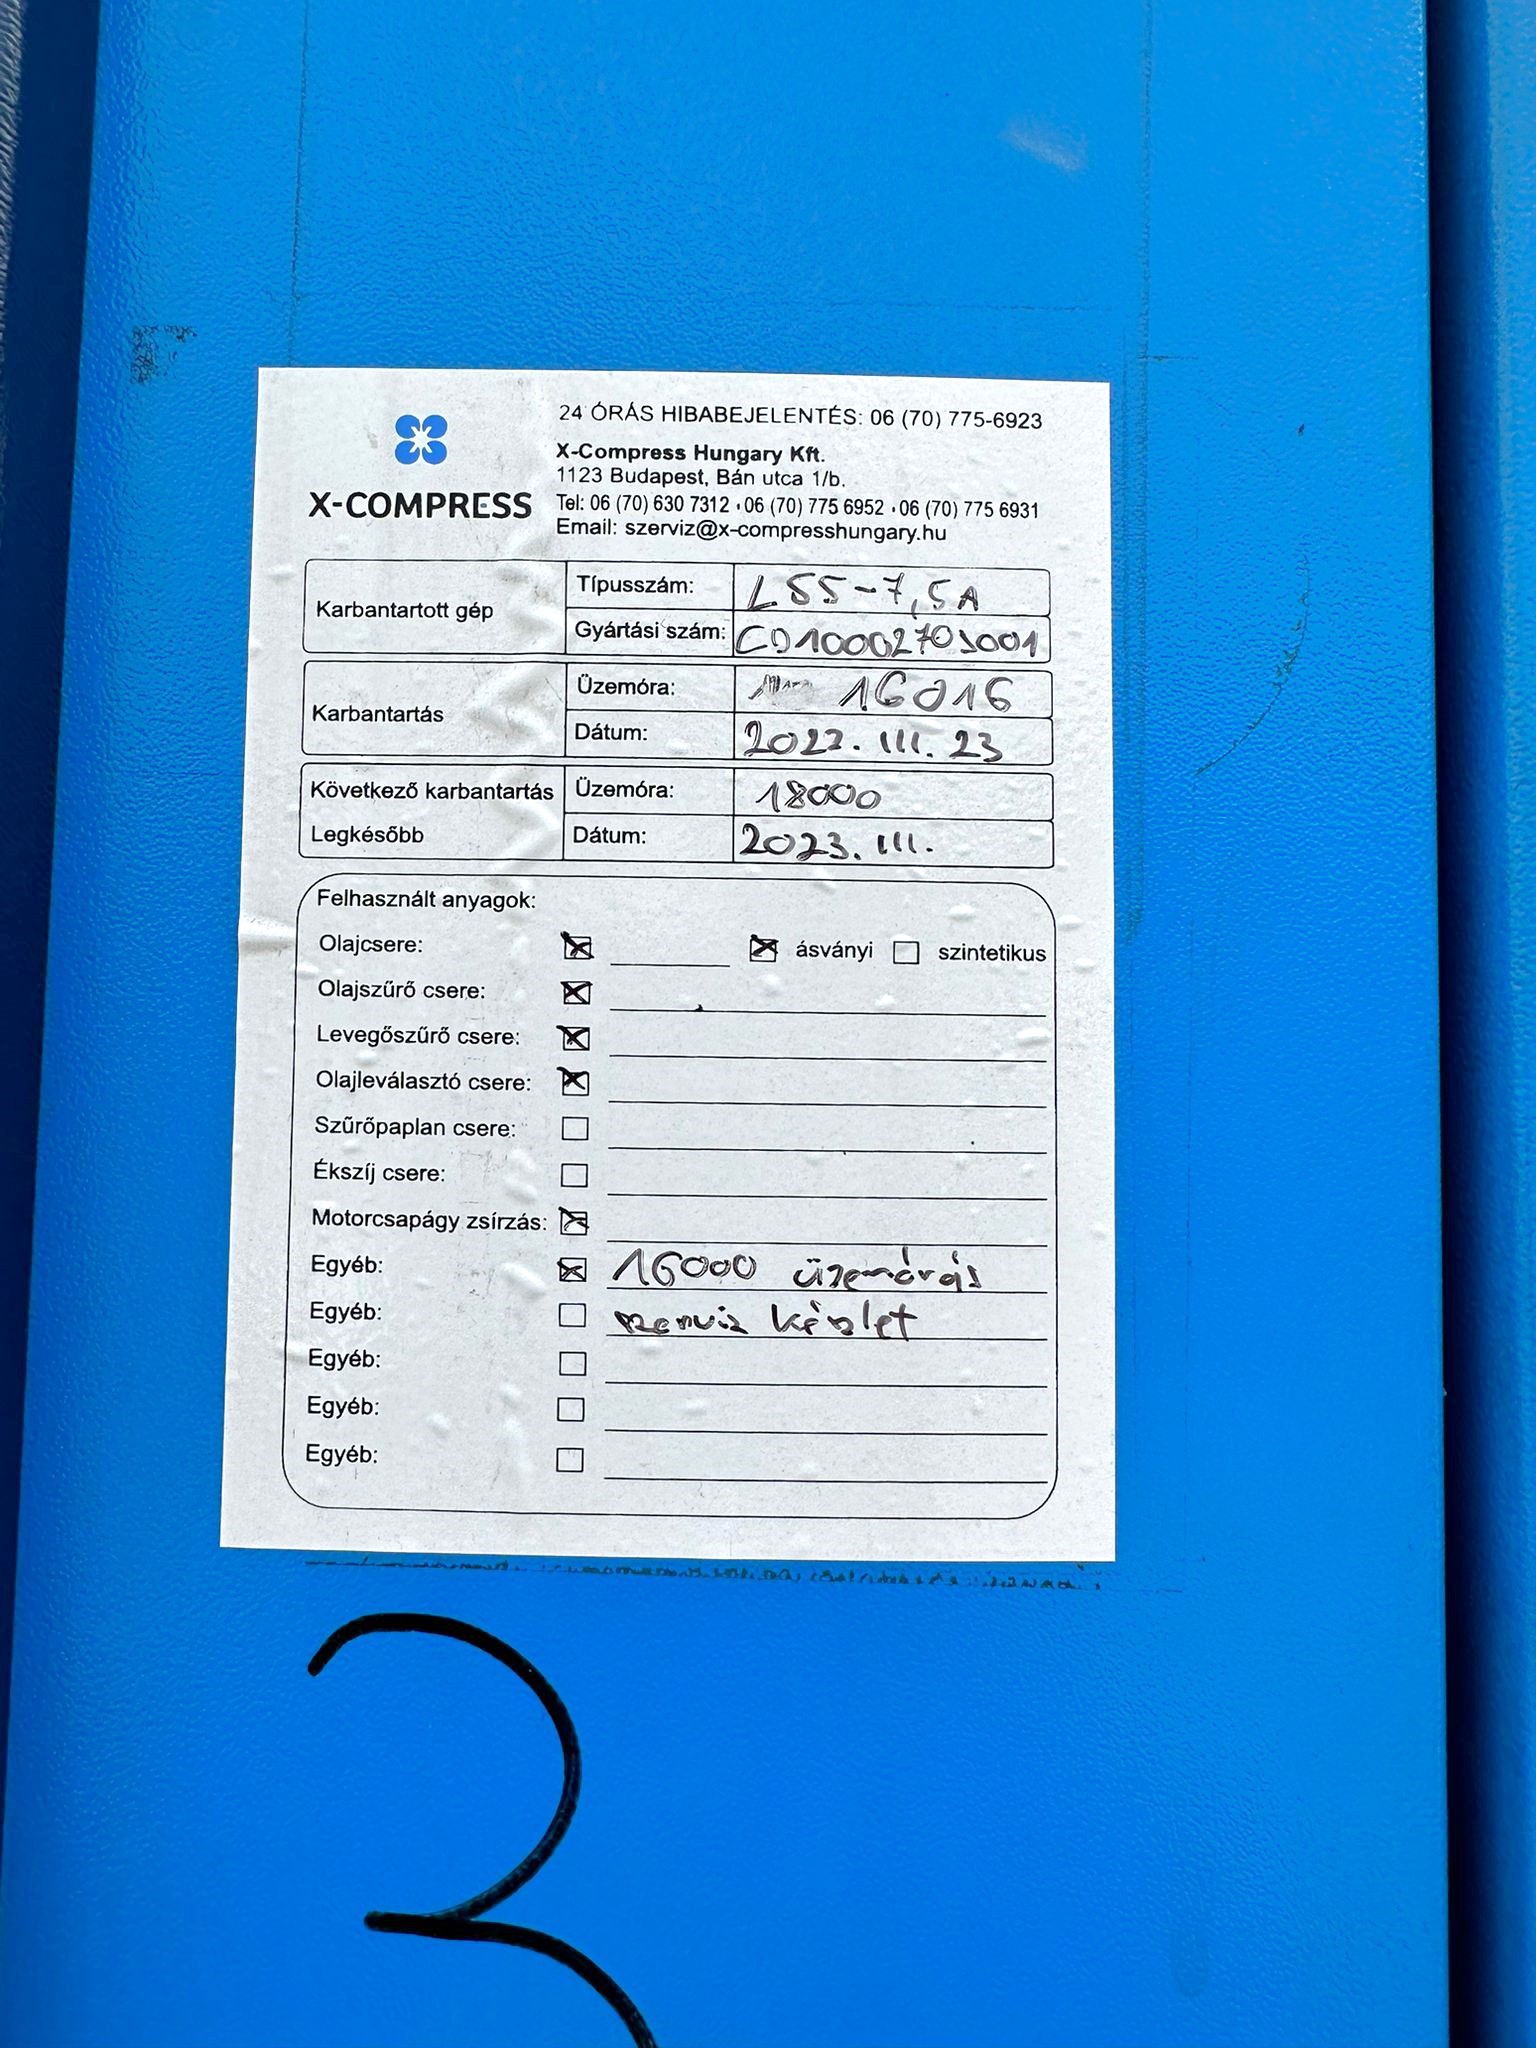 24 ÓRÁS HIBABEJELENTÉS: 06 (70) 775-6923
X-COMPRESS
X-Compress Hungary Kft.
1123 Budapest, Bán utca 1/b.
Tel: 06 (70) 630 7312 · 06 (70) 775 6952 · 06 (70) 775 6931
Email: szerviz@x-compresshungary.hu
Karbantartott gép
Típusszám: LS5-7,5A
Gyártási szám:
Karbantartás
Üzemóra: 16016
Dátum: 2022. III. 23
Következő karbantartás
Legkésőbb
Üzemóra: 18000
Dátum: 2023. III.
Felhasznált anyagok:
Olajcsere: ásványi szintetikus
Olajszűrő csere:
Levegőszűrő csere:
Olajleválasztó csere:
Szűrőpaplan csere:
Ékszíj csere:
Motorcsapágy zsírzás:
Egyéb: 16000 üzemórás
Egyéb: szerviz készlet
Egyéb:
Egyéb:
Egyéb:
3